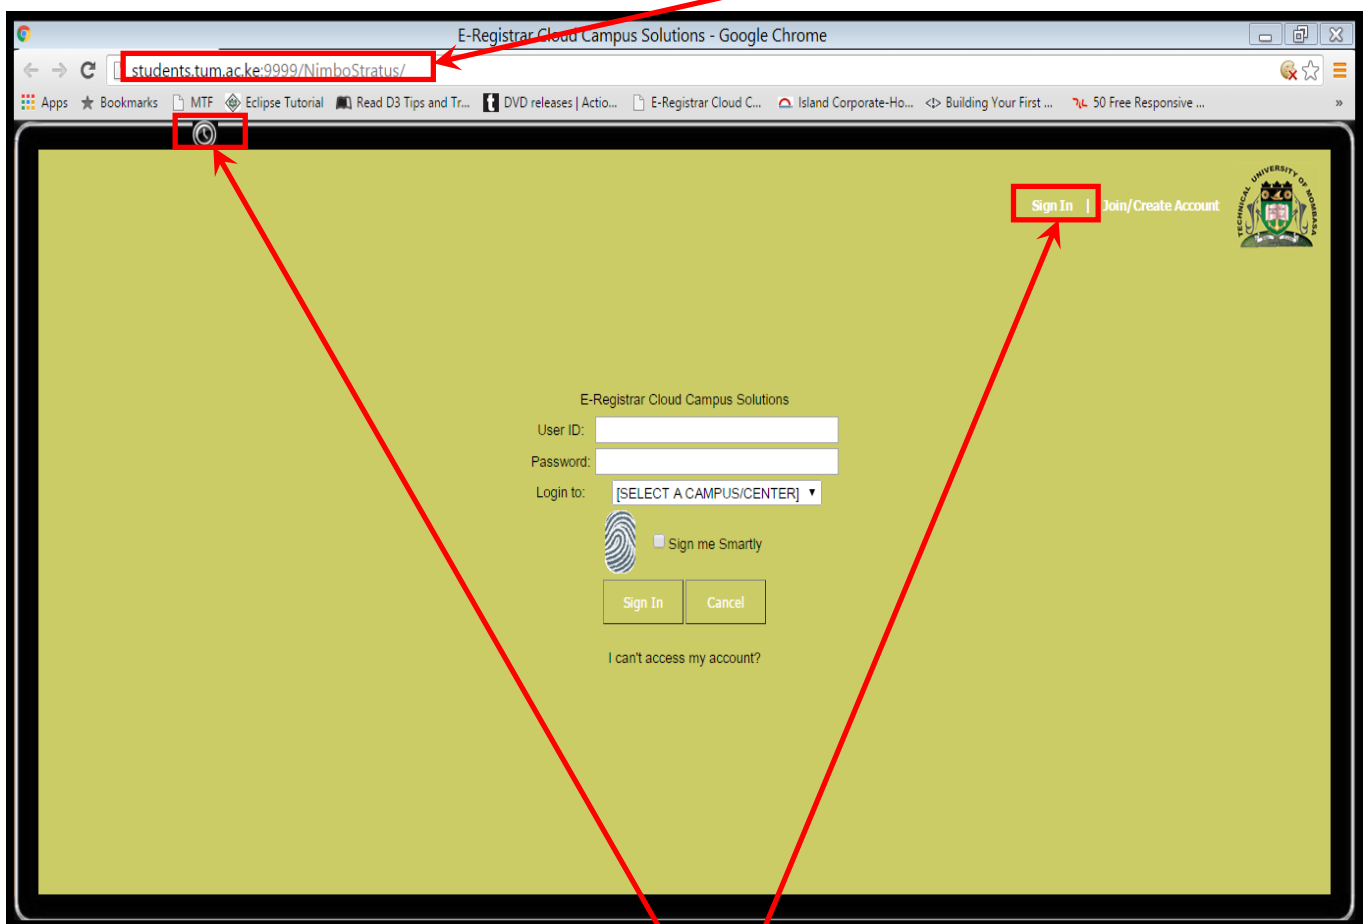 E-Registrar Cloud Campus Solutions - Google Chrome
students.tum.ac.ke:9999/NimboStratus/
Apps Bookmarks MTF Eclipse Tutorial Read D3 Tips and Tr... DVD releases | Actio... E-Registrar Cloud C... Island Corporate-Ho... Building Your First ... 50 Free Responsive ... »
Sign In | Join/Create Account
TECHNICAL UNIVERSITY OF MOMBASA
E-Registrar Cloud Campus Solutions
User ID:
Password:
Login to: [SELECT A CAMPUS/CENTER]
Sign me Smartly
Sign In Cancel
I can't access my account?